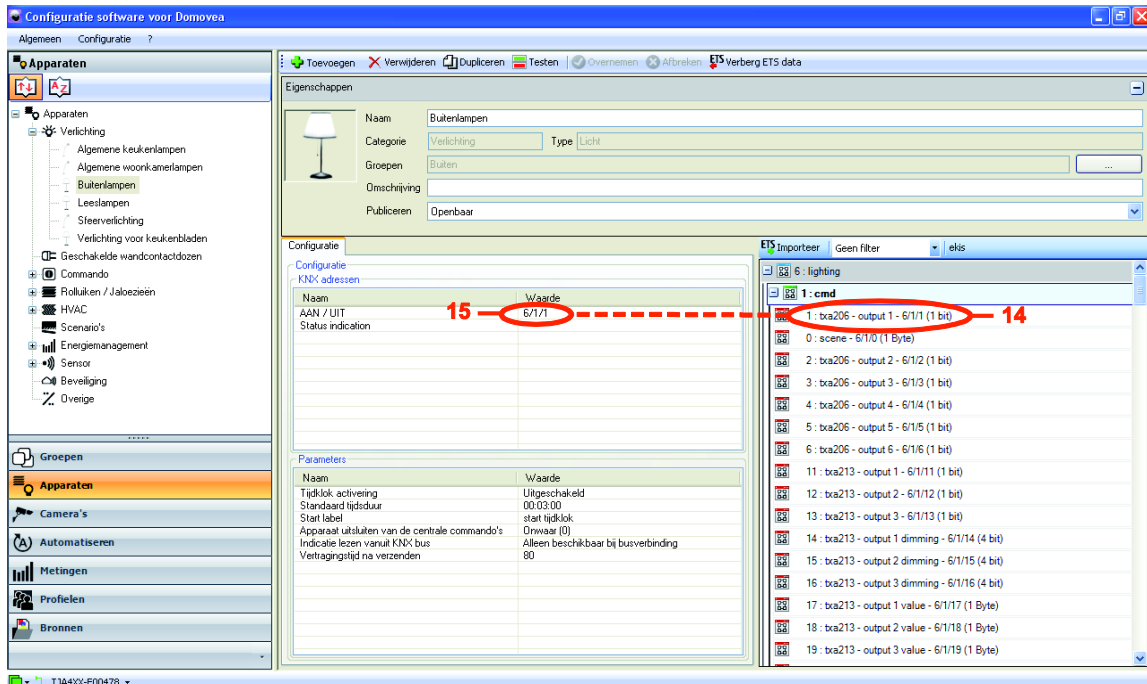 Configuratie software voor Domovea
Algemeen Configuratie ?
Apparaten
Toevoegen Verwijderen Dupliceren Testen Overnemen Afbreken ETS Verberg ETS data
Eigenschappen
Apparaten
Verlichting
Algemene keukenlampen
Algemene woonkamerlampen
Buitenlampen
Leeslampen
Sfeerverlichting
Verlichting voor keukenbladen
Geschakelde wandcontactdozen
Commando
Rolluiken / Jaloezieën
HVAC
Scenario's
Energiemanagement
Sensor
Beveiliging
Overige
Groepen
Apparaten
Camera's
Automatiseren
Metingen
Profielen
Bronnen
Naam Buitenlampen
Categorie Verlichting Type Licht
Groepen Buiten ...
Omschrijving
Publiceren Openbaar
Configuratie
Configuratie
KNX adressen
Naam Waarde
AAN / UIT 15 6/1/1
Status indication
Parameters
Naam Waarde
Tijdklok activering Uitgeschakeld
Standaard tijdsduur 00:03:00
Start label start tijdklok
Apparaat uitsluiten van de centrale commando's Onwaar (0)
Indicatie lezen vanuit KNX bus Alleen beschikbaar bij busverbinding
Vertragingstijd na verzenden 80
ETS Importeer Geen filter ekis
6 : lighting
1 : cmd
1 : txa206 - output 1 - 6/1/1 (1 bit) 14
0 : scene - 6/1/0 (1 Byte)
2 : txa206 - output 2 - 6/1/2 (1 bit)
3 : txa206 - output 3 - 6/1/3 (1 bit)
4 : txa206 - output 4 - 6/1/4 (1 bit)
5 : txa206 - output 5 - 6/1/5 (1 bit)
6 : txa206 - output 6 - 6/1/6 (1 bit)
11 : txa213 - output 1 - 6/1/11 (1 bit)
12 : txa213 - output 2 - 6/1/12 (1 bit)
13 : txa213 - output 3 - 6/1/13 (1 bit)
14 : txa213 - output 1 dimming - 6/1/14 (4 bit)
15 : txa213 - output 2 dimming - 6/1/15 (4 bit)
16 : txa213 - output 3 dimming - 6/1/16 (4 bit)
17 : txa213 - output 1 value - 6/1/17 (1 Byte)
18 : txa213 - output 2 value - 6/1/18 (1 Byte)
19 : txa213 - output 3 value - 6/1/19 (1 Byte)
TJA4XX-E00478